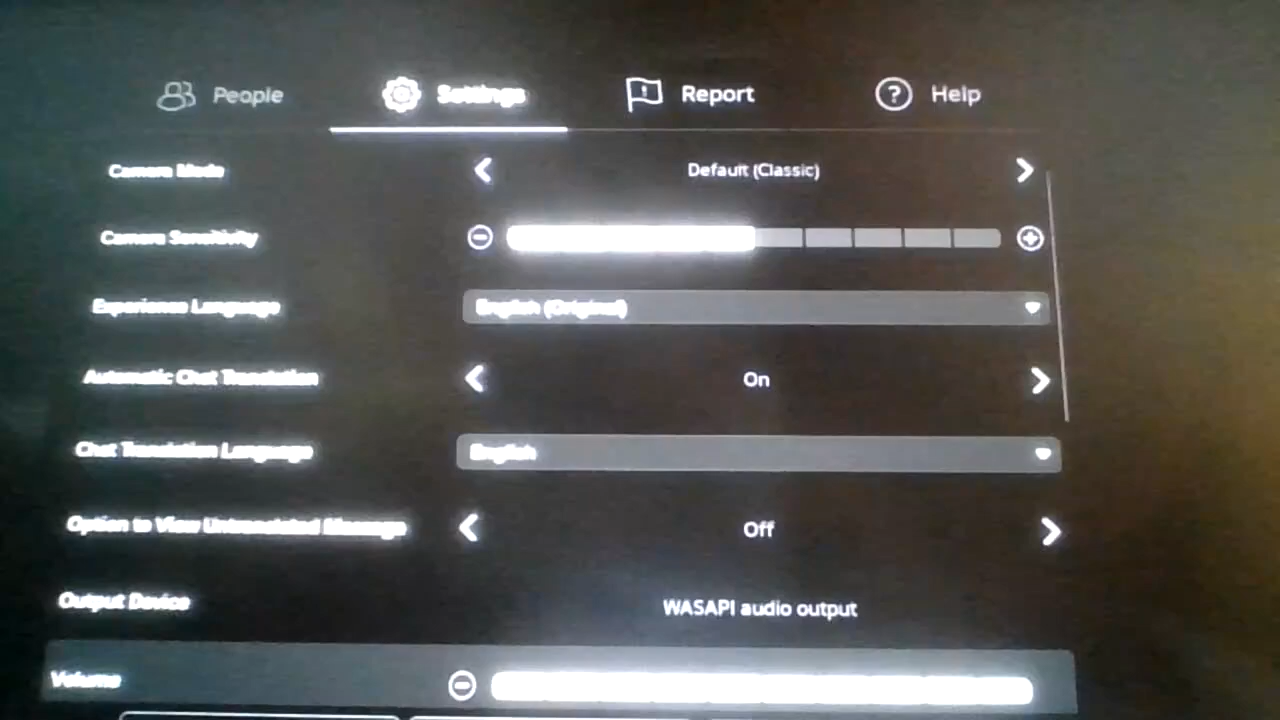 People Settings Report Help
Camera Mode Default (Classic)
Camera Sensitivity
Experience Language English (Original)
Automatic Chat Translation On
Chat Translation Language English
Option to View Untranslated Message Off
Output Device WASAPI audio output
Volume